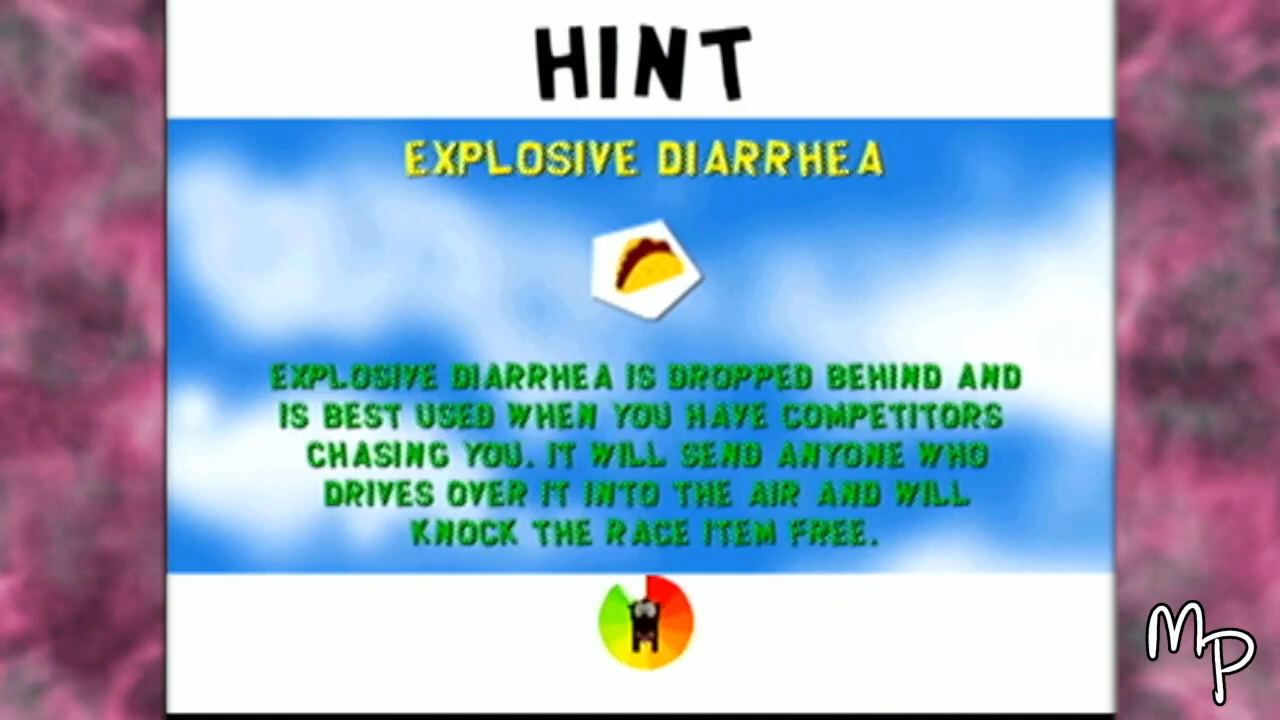 HINT
EXPLOSIVE DIARRHEA
EXPLOSIVE DIARRHEA IS DROPPED BEHIND AND
IS BEST USED WHEN YOU HAVE COMPETITORS
CHASING YOU. IT WILL SEND ANYONE WHO
DRIVES OVER IT INTO THE AIR AND WILL
KNOCK THE RACE ITEM FREE.
MP